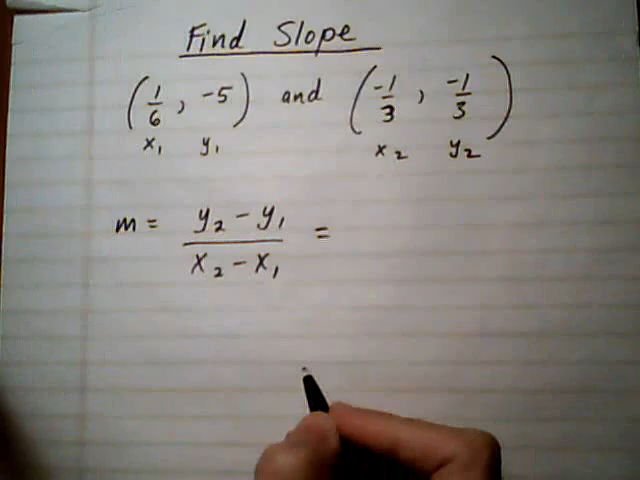 Find Slope
(1/6, -5) and (-1/3, -1/3)
x₁ y₁ x₂ y₂
m = y₂ - y₁ / x₂ - x₁ =